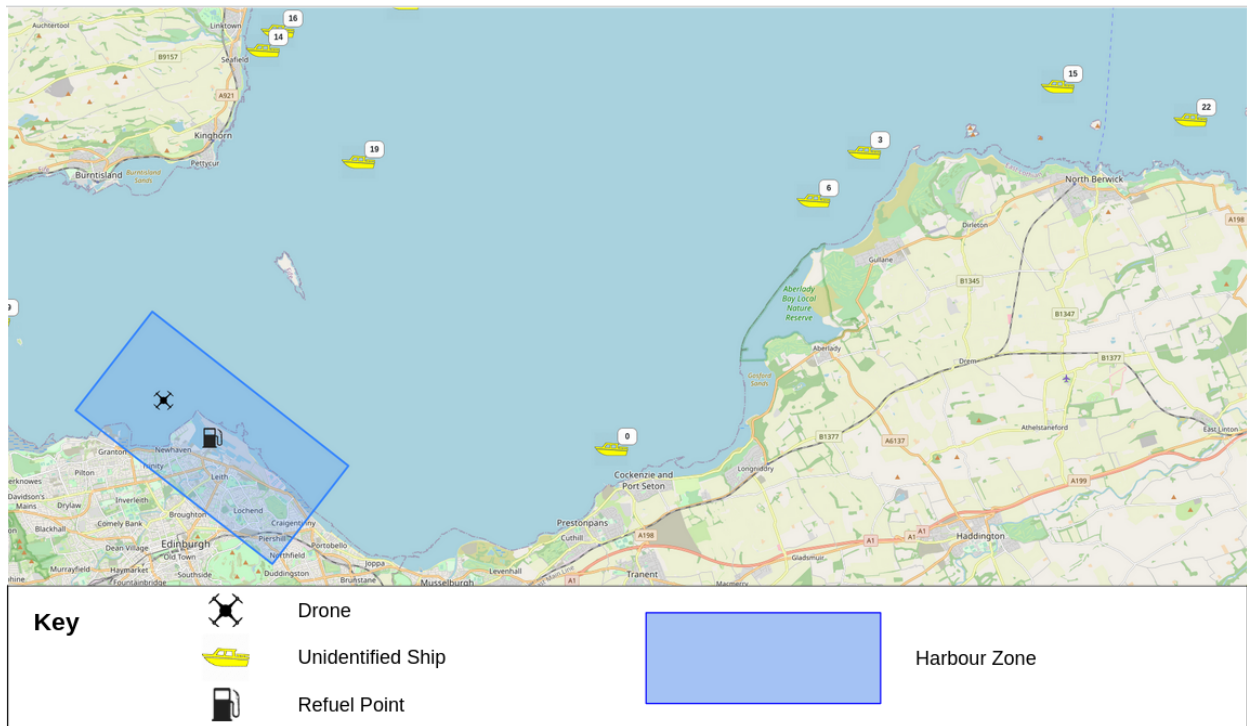 Auchtertool
Linktown
16
14
Seafield
B9157
A921
15
22
Kinghorn
Pettycur
Burntisland
Burntisland
Sands
19
3
6
North Berwick
A198
Dirleton
Gullane
B1345
Aberlady
Bay Local
Nature
Reserve
B1347
9
Aberlady
Drem
B1377
Gosford
Sands
Athelstaneford
East Linton
0
B1377
A6137
Granton
Newhaven
Trinity
Pilton
Leith
Cockenzie and
Port Seton
Longniddry
A199
Davidson's
Mains
Drylaw
Inverleith
Lochend
Blackhall
Comely Bank
Broughton
Craigentinny
Prestonpans
Cuthill
A198
A1
A1
Haddington
Dean Village
Edinburgh
Piershill
Portobello
Old Town
Northfield
Joppa
Gladsmuir
Murrayfield
Haymarket
Southside
Duddingston
Brunstane
Levenhall
Tranent
Fountainbridge
Musselburgh
A1
Macmerry
Key
Drone
Unidentified Ship
Harbour Zone
Refuel Point